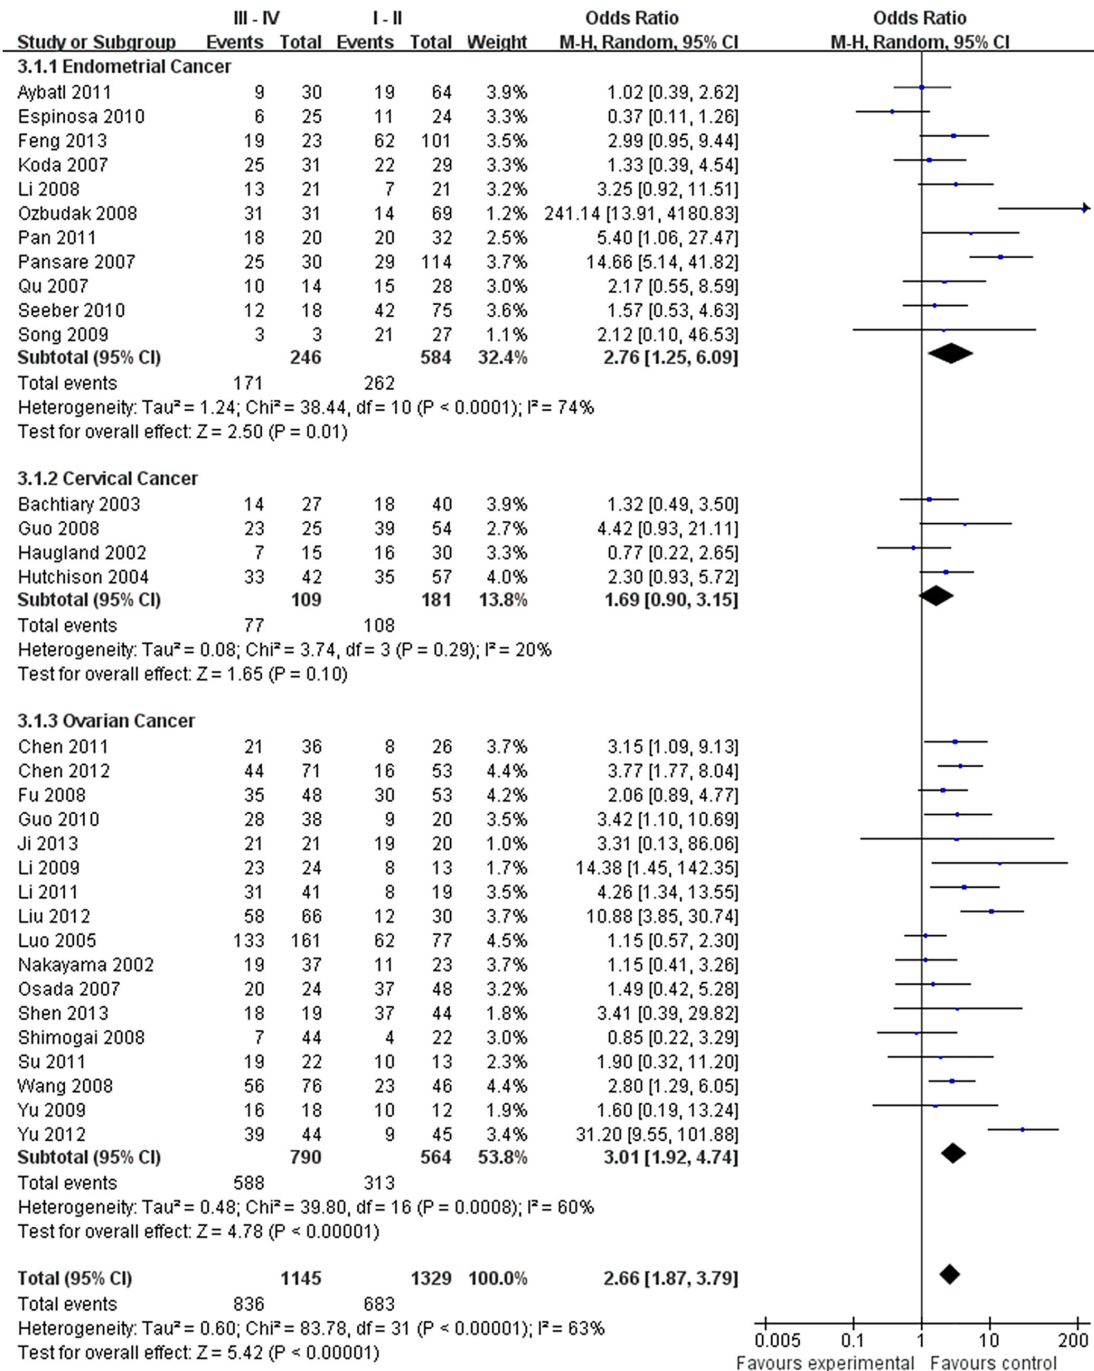 III - IV I - II Odds Ratio Odds Ratio
Study or Subgroup Events Total Events Total Weight M-H, Random, 95% CI M-H, Random, 95% CI
3.1.1 Endometrial Cancer
Aybatl 2011 9 30 19 64 3.9% 1.02 [0.39, 2.62]
Espinosa 2010 6 25 11 24 3.3% 0.37 [0.11, 1.26]
Feng 2013 19 23 62 101 3.5% 2.99 [0.95, 9.44]
Koda 2007 25 31 22 29 3.3% 1.33 [0.39, 4.54]
Li 2008 13 21 7 21 3.2% 3.25 [0.92, 11.51]
Ozbudak 2008 31 31 14 69 1.2% 241.14 [13.91, 4180.83]
Pan 2011 18 20 20 32 2.5% 5.40 [1.06, 27.47]
Pansare 2007 25 30 29 114 3.7% 14.66 [5.14, 41.82]
Qu 2007 10 14 15 28 3.0% 2.17 [0.55, 8.59]
Seeber 2010 12 18 42 75 3.6% 1.57 [0.53, 4.63]
Song 2009 3 3 21 27 1.1% 2.12 [0.10, 46.53]
Subtotal (95% CI) 246 584 32.4% 2.76 [1.25, 6.09]
Total events 171 262
Heterogeneity: Tau² = 1.24; Chi² = 38.44, df = 10 (P < 0.0001); I² = 74%
Test for overall effect: Z = 2.50 (P = 0.01)
3.1.2 Cervical Cancer
Bachtiary 2003 14 27 18 40 3.9% 1.32 [0.49, 3.50]
Guo 2008 23 25 39 54 2.7% 4.42 [0.93, 21.11]
Haugland 2002 7 15 16 30 3.3% 0.77 [0.22, 2.65]
Hutchison 2004 33 42 35 57 4.0% 2.30 [0.93, 5.72]
Subtotal (95% CI) 109 181 13.8% 1.69 [0.90, 3.15]
Total events 77 108
Heterogeneity: Tau² = 0.08; Chi² = 3.74, df = 3 (P = 0.29); I² = 20%
Test for overall effect: Z = 1.65 (P = 0.10)
3.1.3 Ovarian Cancer
Chen 2011 21 36 8 26 3.7% 3.15 [1.09, 9.13]
Chen 2012 44 71 16 53 4.4% 3.77 [1.77, 8.04]
Fu 2008 35 48 30 53 4.2% 2.06 [0.89, 4.77]
Guo 2010 28 38 9 20 3.5% 3.42 [1.10, 10.69]
Ji 2013 21 21 19 20 1.0% 3.31 [0.13, 86.06]
Li 2009 23 24 8 13 1.7% 14.38 [1.45, 142.35]
Li 2011 31 41 8 19 3.5% 4.26 [1.34, 13.55]
Liu 2012 58 66 12 30 3.7% 10.88 [3.85, 30.74]
Luo 2005 133 161 62 77 4.5% 1.15 [0.57, 2.30]
Nakayama 2002 19 37 11 23 3.7% 1.15 [0.41, 3.26]
Osada 2007 20 24 37 48 3.2% 1.49 [0.42, 5.28]
Shen 2013 18 19 37 44 1.8% 3.41 [0.39, 29.82]
Shimogai 2008 7 44 4 22 3.0% 0.85 [0.22, 3.29]
Su 2011 19 22 10 13 2.3% 1.90 [0.32, 11.20]
Wang 2008 56 76 23 46 4.4% 2.80 [1.29, 6.05]
Yu 2009 16 18 10 12 1.9% 1.60 [0.19, 13.24]
Yu 2012 39 44 9 45 3.4% 31.20 [9.55, 101.88]
Subtotal (95% CI) 790 564 53.8% 3.01 [1.92, 4.74]
Total events 588 313
Heterogeneity: Tau² = 0.48; Chi² = 39.80, df = 16 (P = 0.0008); I² = 60%
Test for overall effect: Z = 4.78 (P < 0.00001)
Total (95% CI) 1145 1329 100.0% 2.66 [1.87, 3.79]
Total events 836 683
Heterogeneity: Tau² = 0.60; Chi² = 83.78, df = 31 (P < 0.00001); I² = 63%
Test for overall effect: Z = 5.42 (P < 0.00001)
0.005 0.1 1 10 200
Favours experimental Favours control